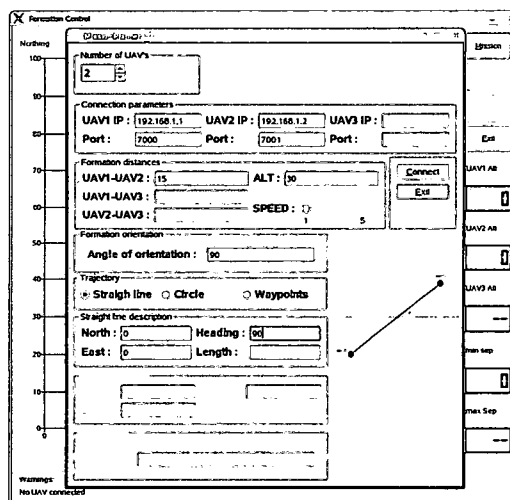 Formation Control
Northing
Mission
Number of UAV's
100
2
90
Connection parameters
UAV1 IP : 192.168.1.1 UAV2 IP : 192.168.1.2 UAV3 IP :
80
Port : 7000 Port : 7001 Port :
Exit
70
Formation distances
UAV1-UAV2 : 15 ALT : 30
Connect
UAV1 Alt
UAV1-UAV3 :
Exit
0
60
UAV2-UAV3 : SPEED :
1 5
50
Formation orientation
UAV2 Alt
Angle of orientation : 90
0
40
Trajectory
UAV3 Alt
Straigh line Circle Waypoints
--
30
Straight line description
North : 0 Heading : 90
East : 0 Length :
20
min sep
0
10
max Sep
0
--
Warnings:
No UAV connected